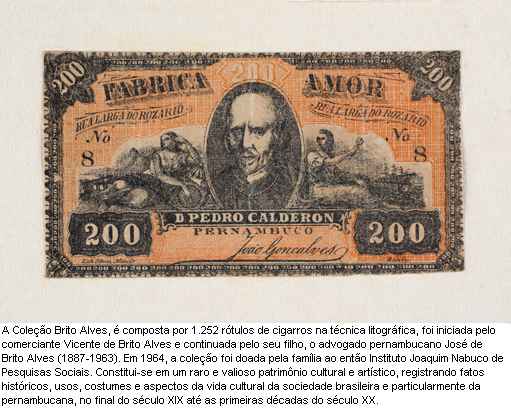 200 200 200
FABRICA AMOR
RUA LARGA DO ROZARIO RUA LARGA DO ROZARIO
No No
8 8
D PEDRO CALDERON
200 PERNAMBUCO 200
João Gonçalves
A Coleção Brito Alves, é composta por 1.252 rótulos de cigarros na técnica litográfica, foi iniciada pelo
comerciante Vicente de Brito Alves e continuada pelo seu filho, o advogado pernambucano José de
Brito Alves (1887-1963). Em 1964, a coleção foi doada pela família ao então Instituto Joaquim Nabuco de
Pesquisas Sociais. Constitui-se em um raro e valioso patrimônio cultural e artístico, registrando fatos
históricos, usos, costumes e aspectos da vida cultural da sociedade brasileira e particularmente da
pernambucana, no final do século XIX até as primeiras décadas do século XX.